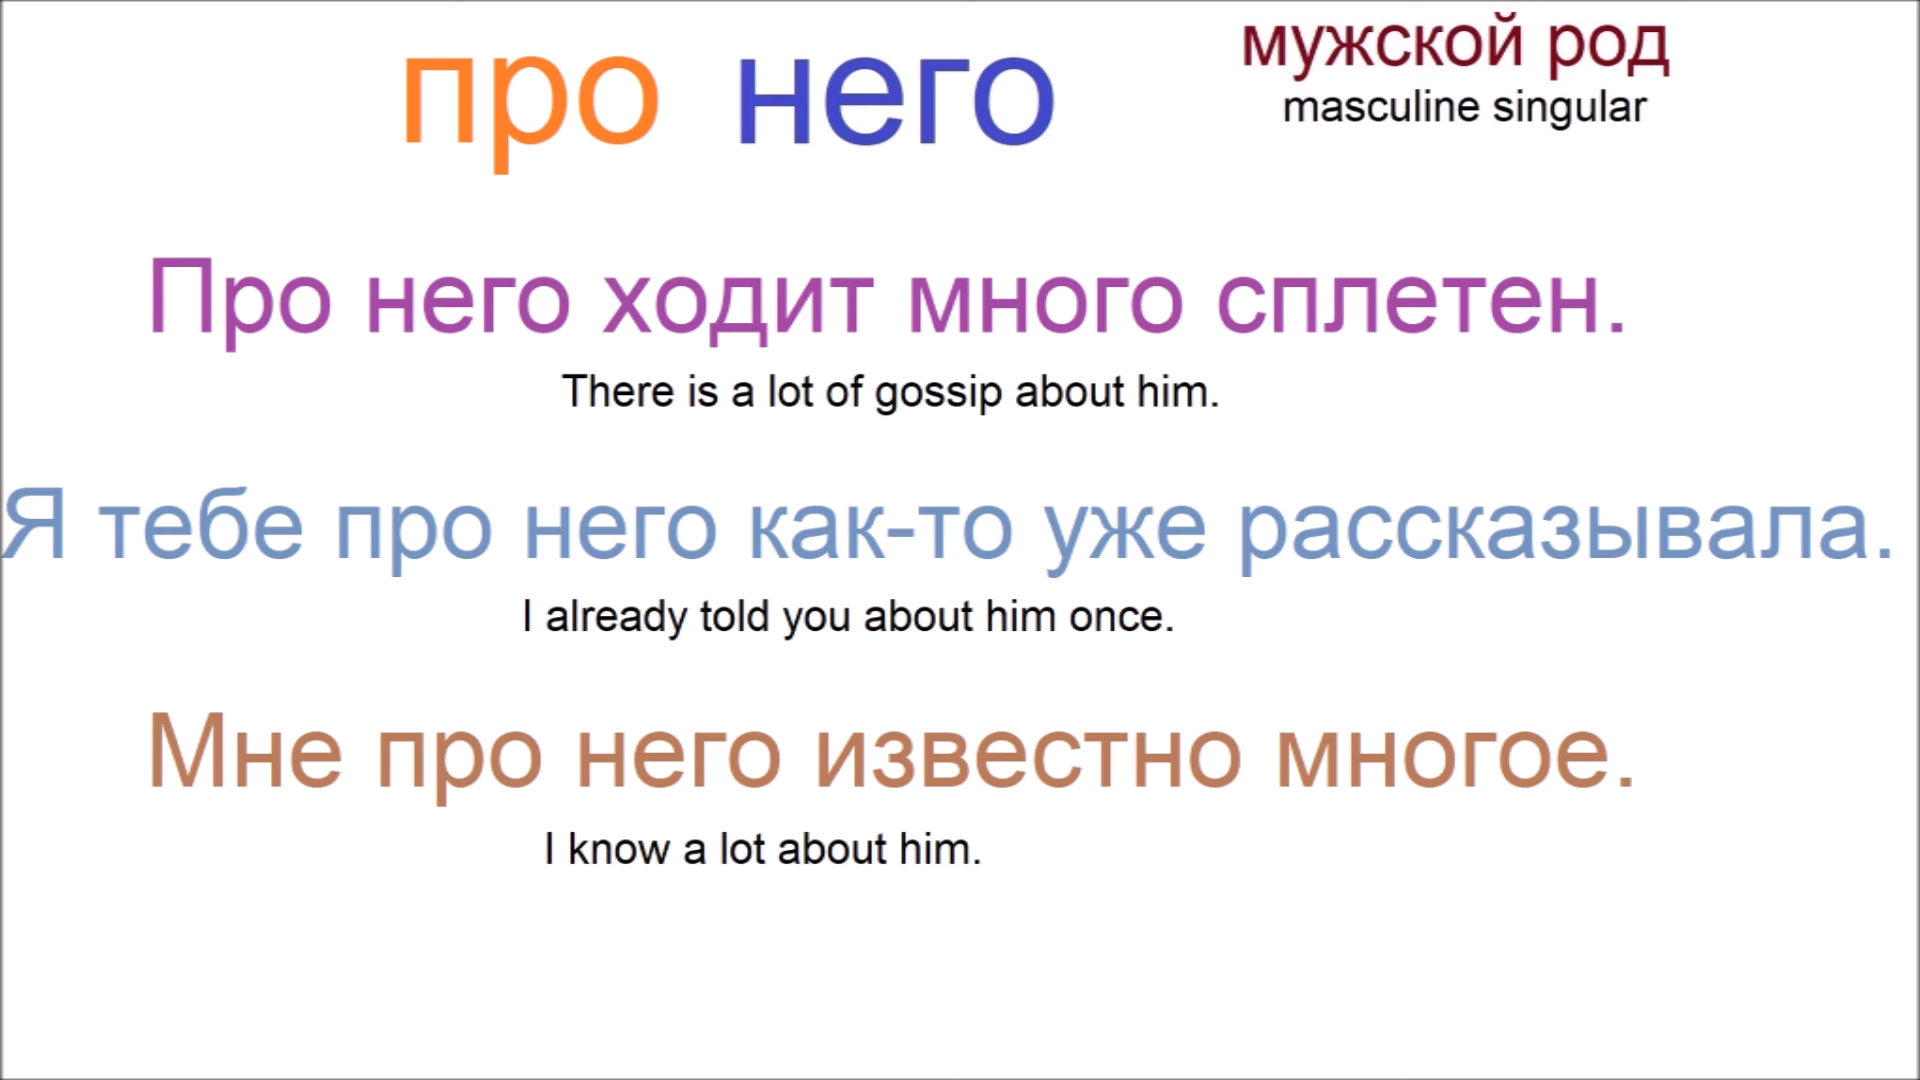 про него
мужской род
masculine singular
Про него ходит много сплетен.
There is a lot of gossip about him.
Я тебе про него как-то уже рассказывала.
I already told you about him once.
Мне про него известно многое.
I know a lot about him.